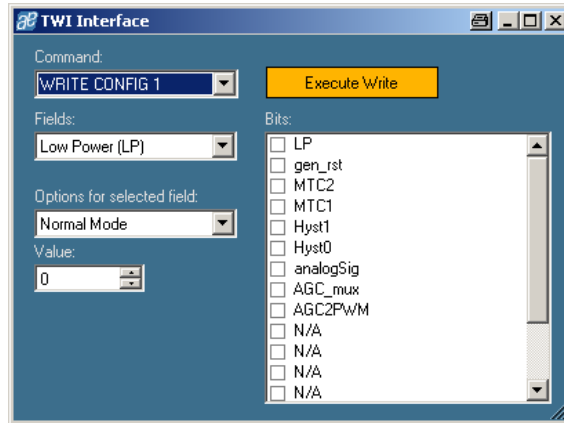 TWI Interface
Command:
WRITE CONFIG 1
Execute Write
Fields:
Low Power (LP)
Options for selected field:
Normal Mode
Value:
0
Bits:
LP
gen_rst
MTC2
MTC1
Hyst1
Hyst0
analogSig
AGC_mux
AGC2PWM
N/A
N/A
N/A
N/A